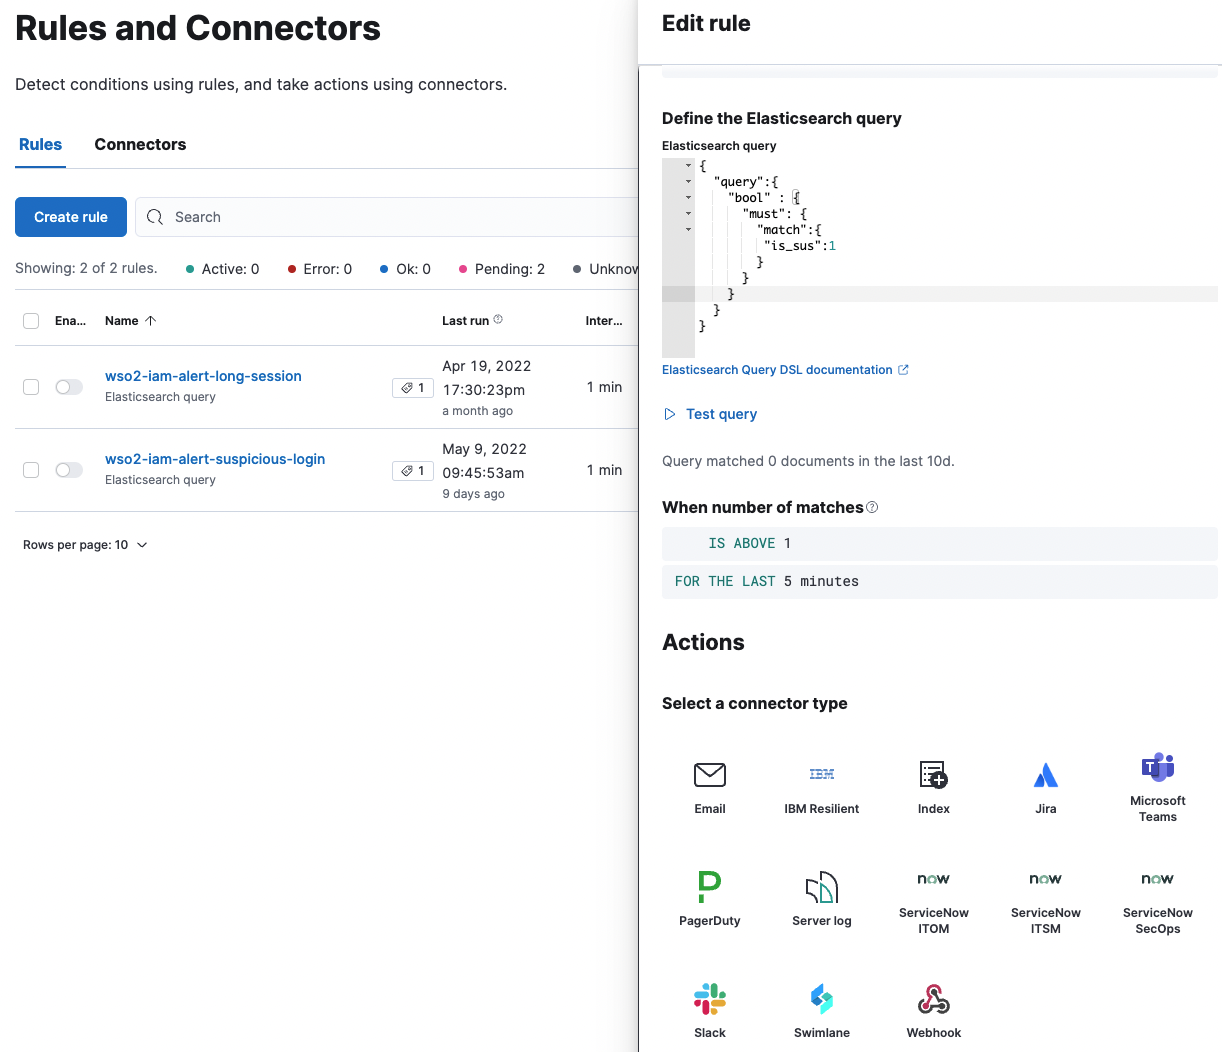 Rules and Connectors
Detect conditions using rules, and take actions using connectors.
Rules
Connectors
Create rule
Search
Showing: 2 of 2 rules.
Active: 0
Error: 0
Ok: 0
Pending: 2
Unknow
Ena...
Name
Last run
Inter...
wso2-iam-alert-long-session
Elasticsearch query
1
Apr 19, 2022
17:30:23pm
a month ago
1 min
wso2-iam-alert-suspicious-login
Elasticsearch query
1
May 9, 2022
09:45:53am
9 days ago
1 min
Rows per page: 10
Edit rule
Define the Elasticsearch query
Elasticsearch query
{
"query":{
"bool" : {
"must": {
"match":{
"is_sus":1
}
}
}
}
}
Elasticsearch Query DSL documentation
Test query
Query matched 0 documents in the last 10d.
When number of matches
IS ABOVE 1
FOR THE LAST 5 minutes
Actions
Select a connector type
Email
IBM
IBM Resilient
Index
Jira
T
Microsoft
Teams
P
PagerDuty
Server log
now
ServiceNow
ITOM
now
ServiceNow
ITSM
now
ServiceNow
SecOps
Slack
Swimlane
Webhook